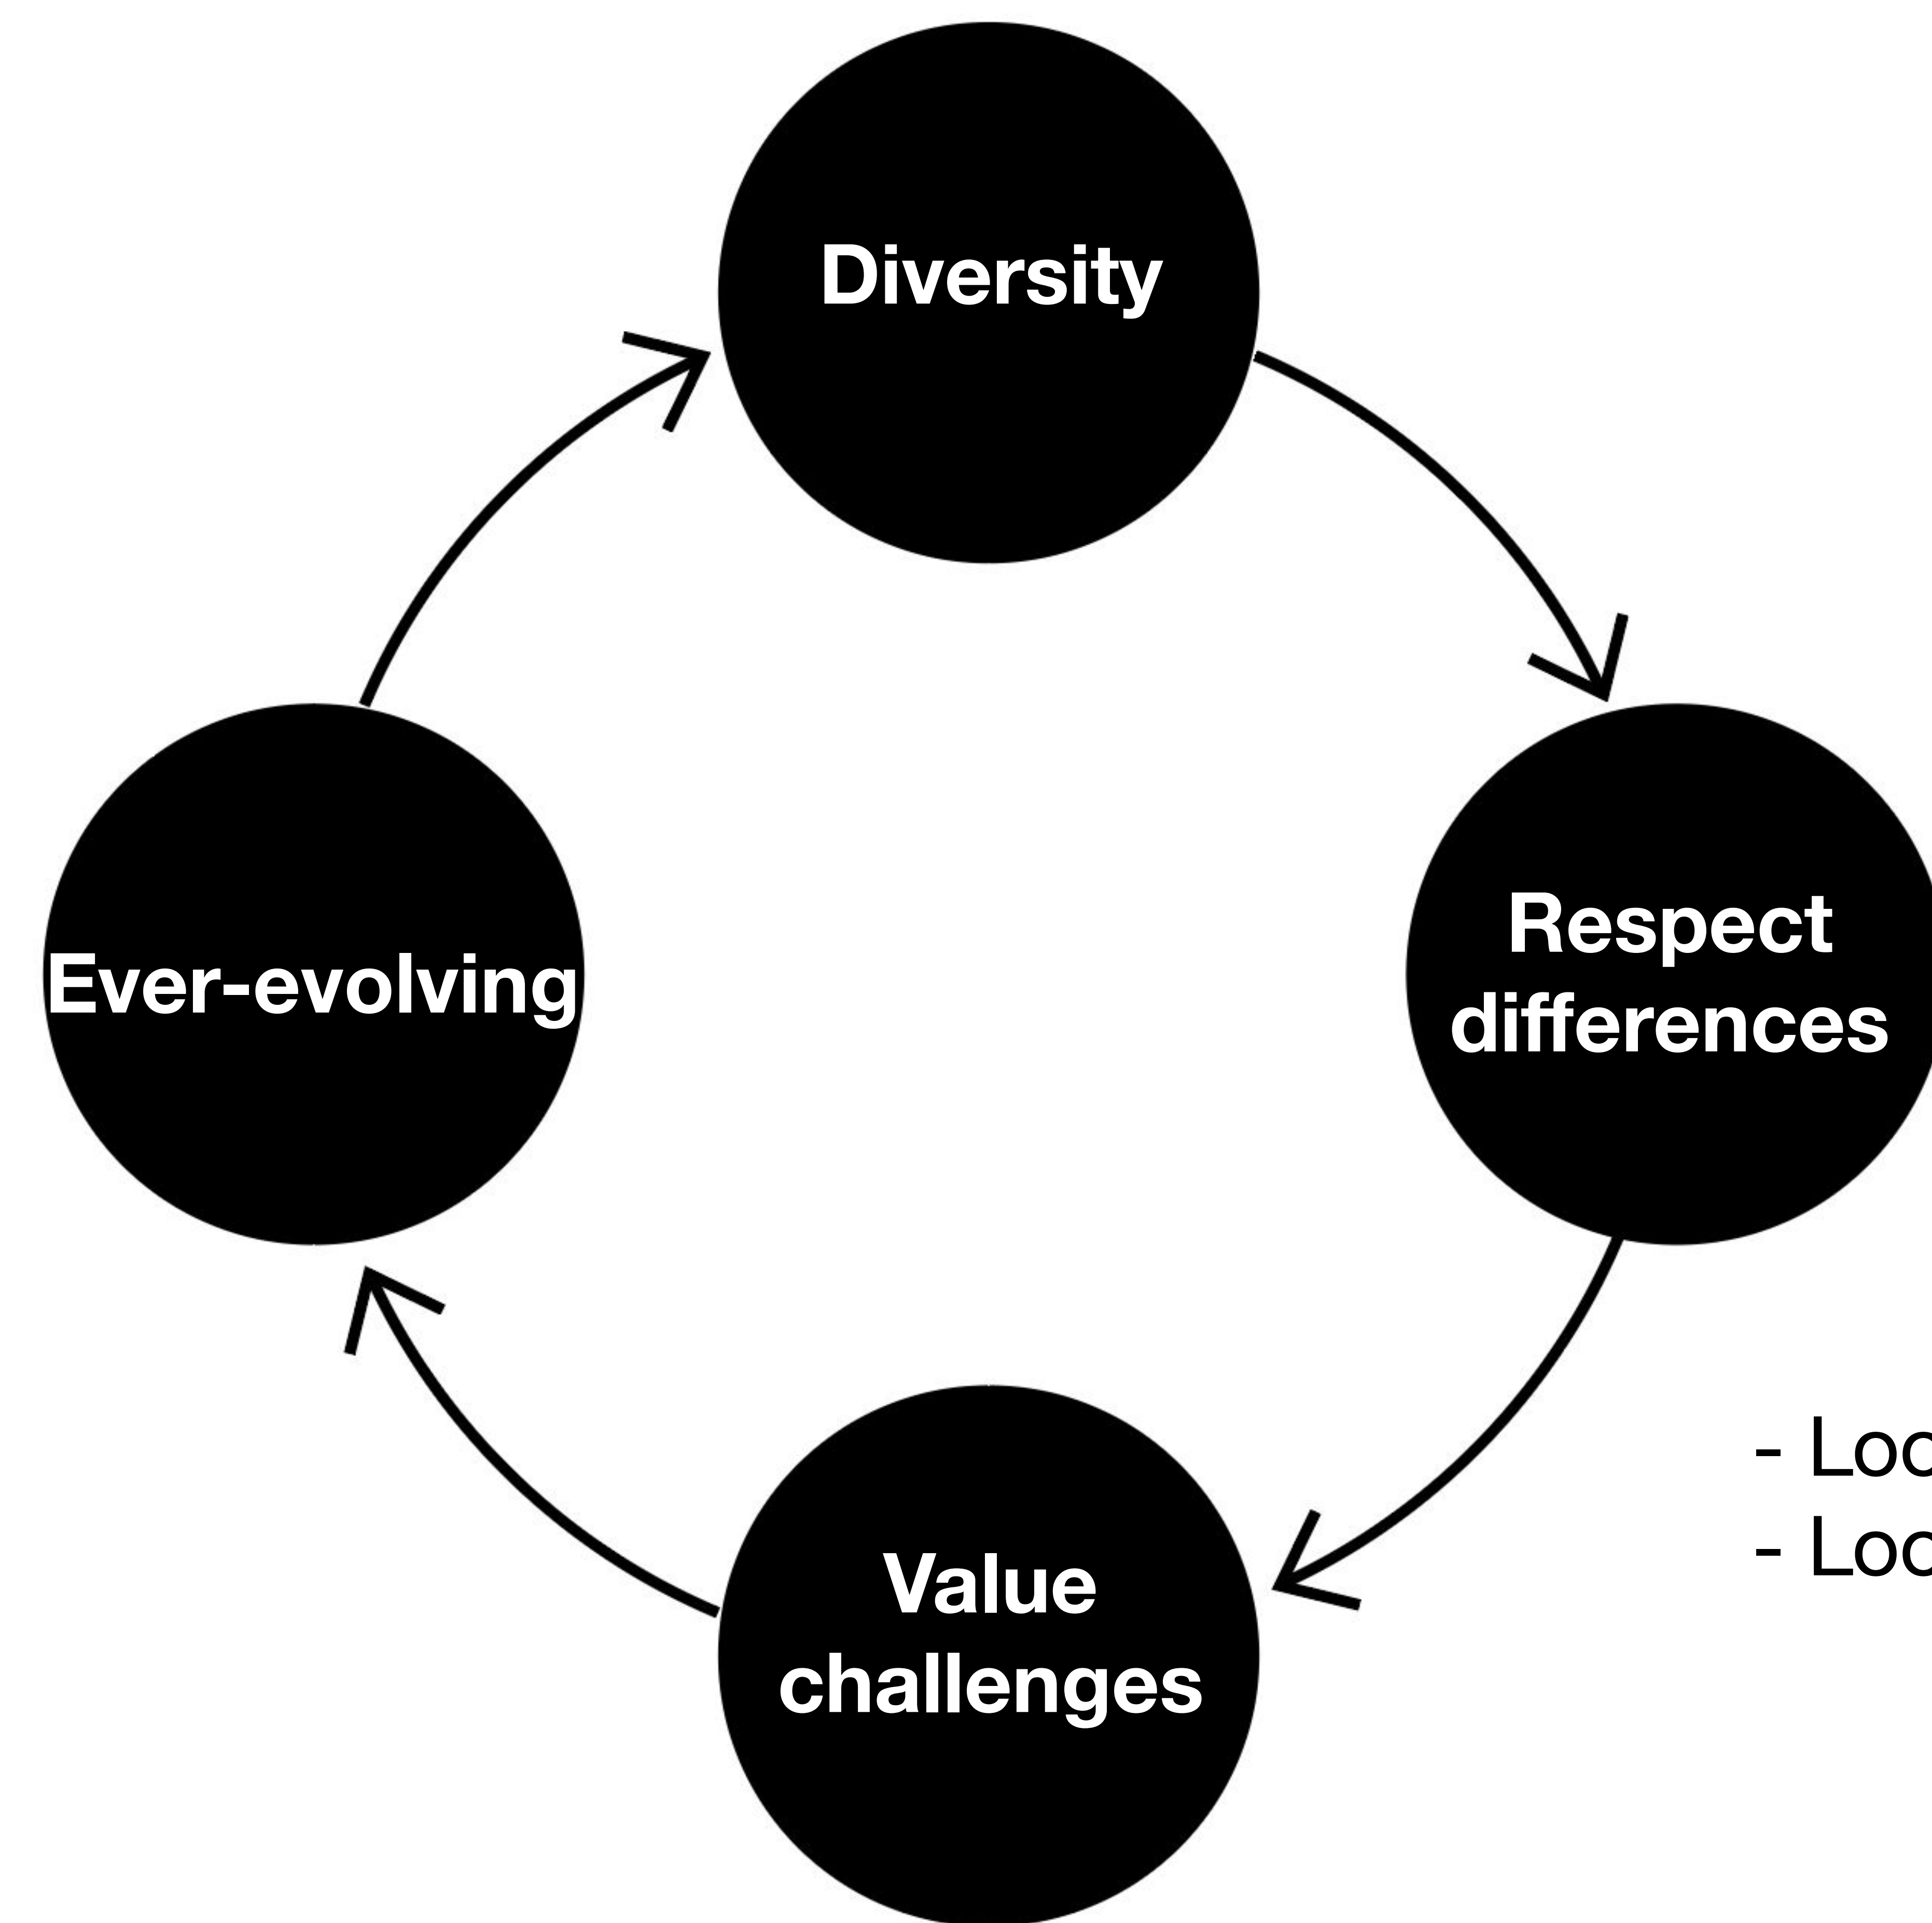 Diversity
Respect
differences
Ever-evolving
Value
challenges
-
-